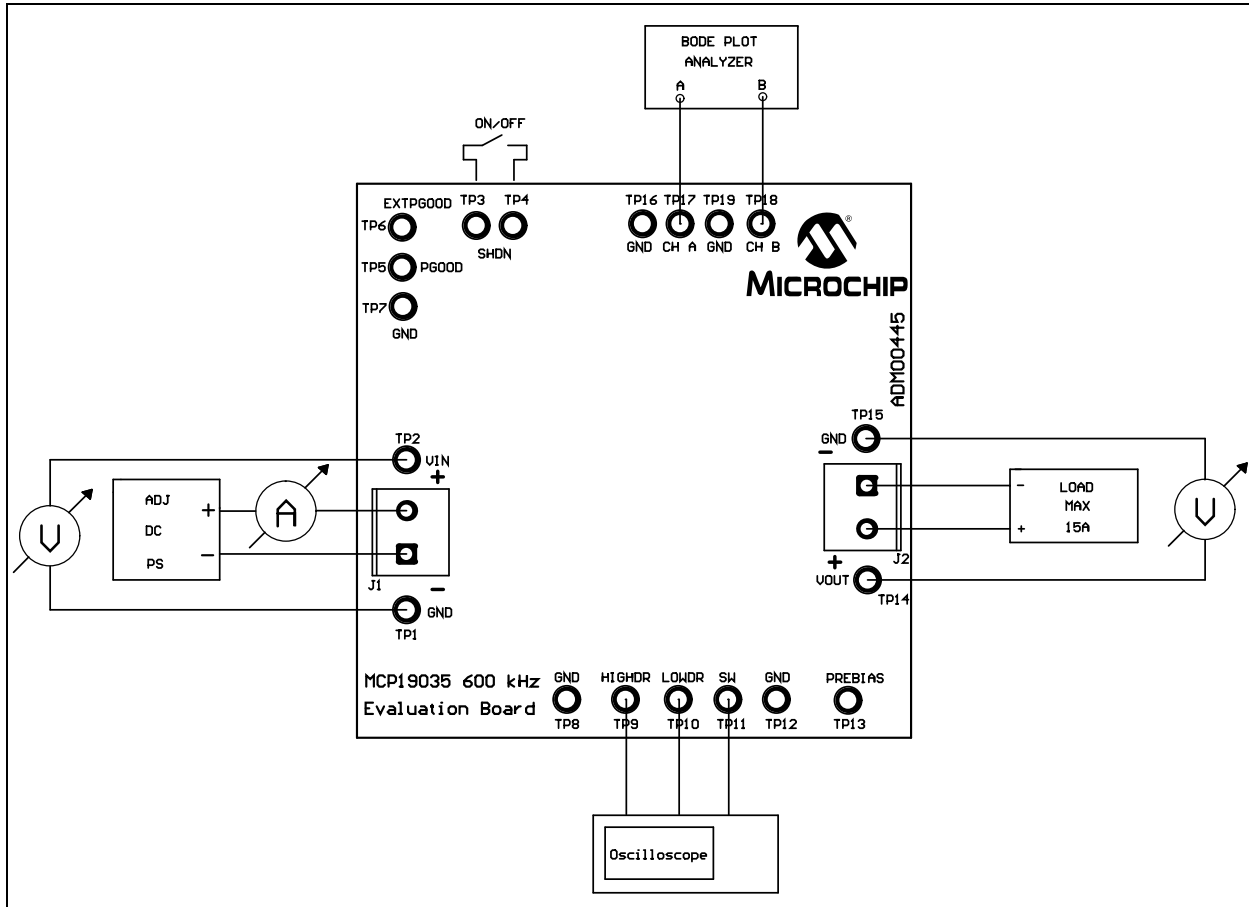 BODE PLOT
ANALYZER
A B
ON/OFF
EXTPGOOD TP3 TP4 TP16 TP17 TP19 TP18
TP6
SHDN GND CH A GND CH B
®
TP5 PGOOD
MICROCHIP
TP7
GND
ADM00445
TP15
TP2 GND
VIN -
+
ADJ + A - LOAD
V DC MAX V
PS - + 15A
J1 J2
- +
VOUT
GND TP14
TP1
MCP19035 600 kHz GND HIGHDR LOWDR SW GND PREBIAS
Evaluation Board
TP8 TP9 TP10 TP11 TP12 TP13
Oscilloscope